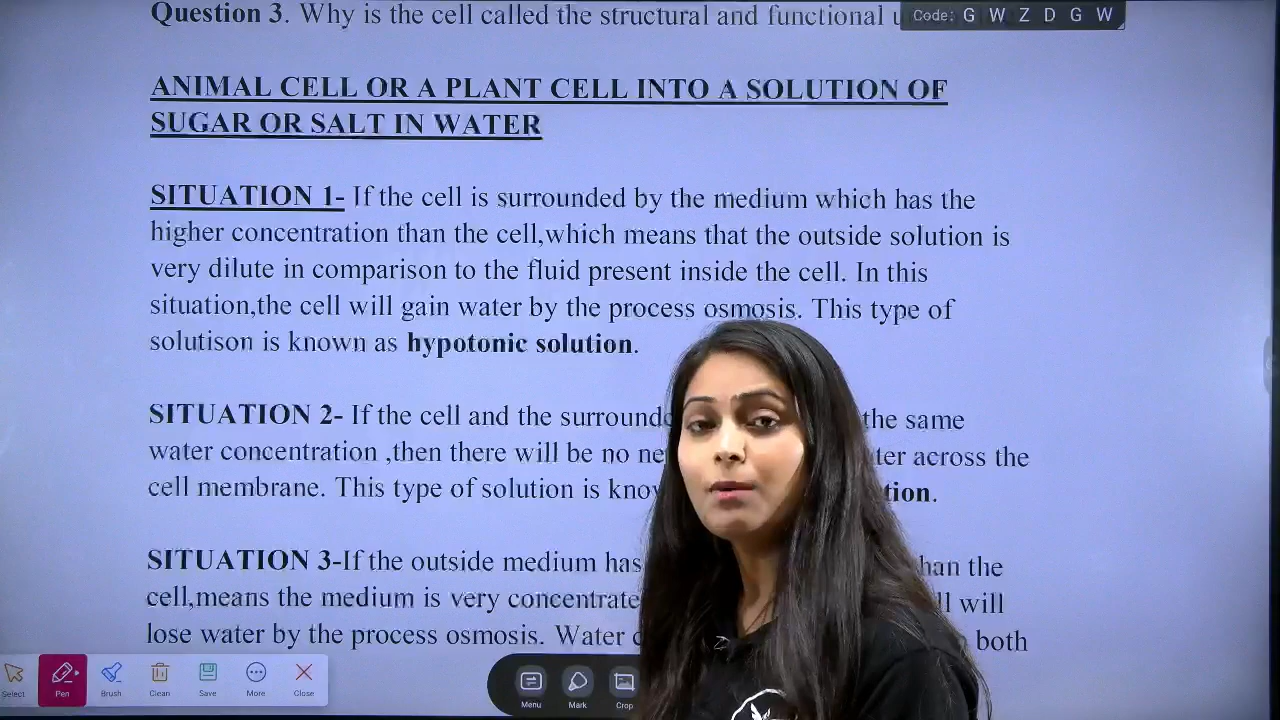 Question 3. Why is the cell called the structural and functional u
Code: G W Z D G W
ANIMAL CELL OR A PLANT CELL INTO A SOLUTION OF
SUGAR OR SALT IN WATER
SITUATION 1- If the cell is surrounded by the medium which has the
higher concentration than the cell,which means that the outside solution is
very dilute in comparison to the fluid present inside the cell. In this
situation,the cell will gain water by the process osmosis. This type of
solutison is known as hypotonic solution.
SITUATION 2- If the cell and the surround the same
water concentration ,then there will be no ne ter across the
cell membrane. This type of solution is kno tion.
SITUATION 3-If the outside medium has han the
cell,means the medium is very concentrate ll will
lose water by the process osmosis. Water both
Select Pen Brush Clean Save More Close
Menu Mark Crop